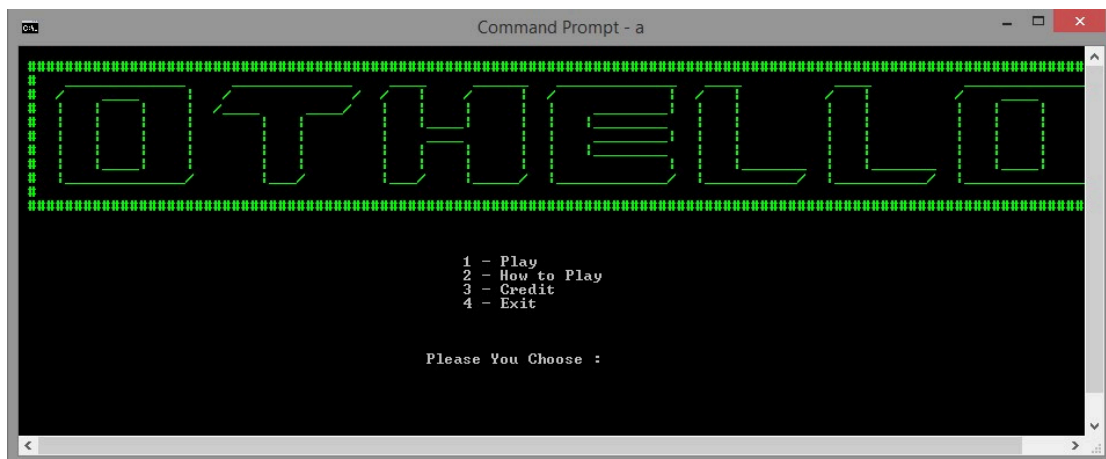 Command Prompt - a
OTHELLO
1 - Play
2 - How to Play
3 - Credit
4 - Exit
Please You Choose :